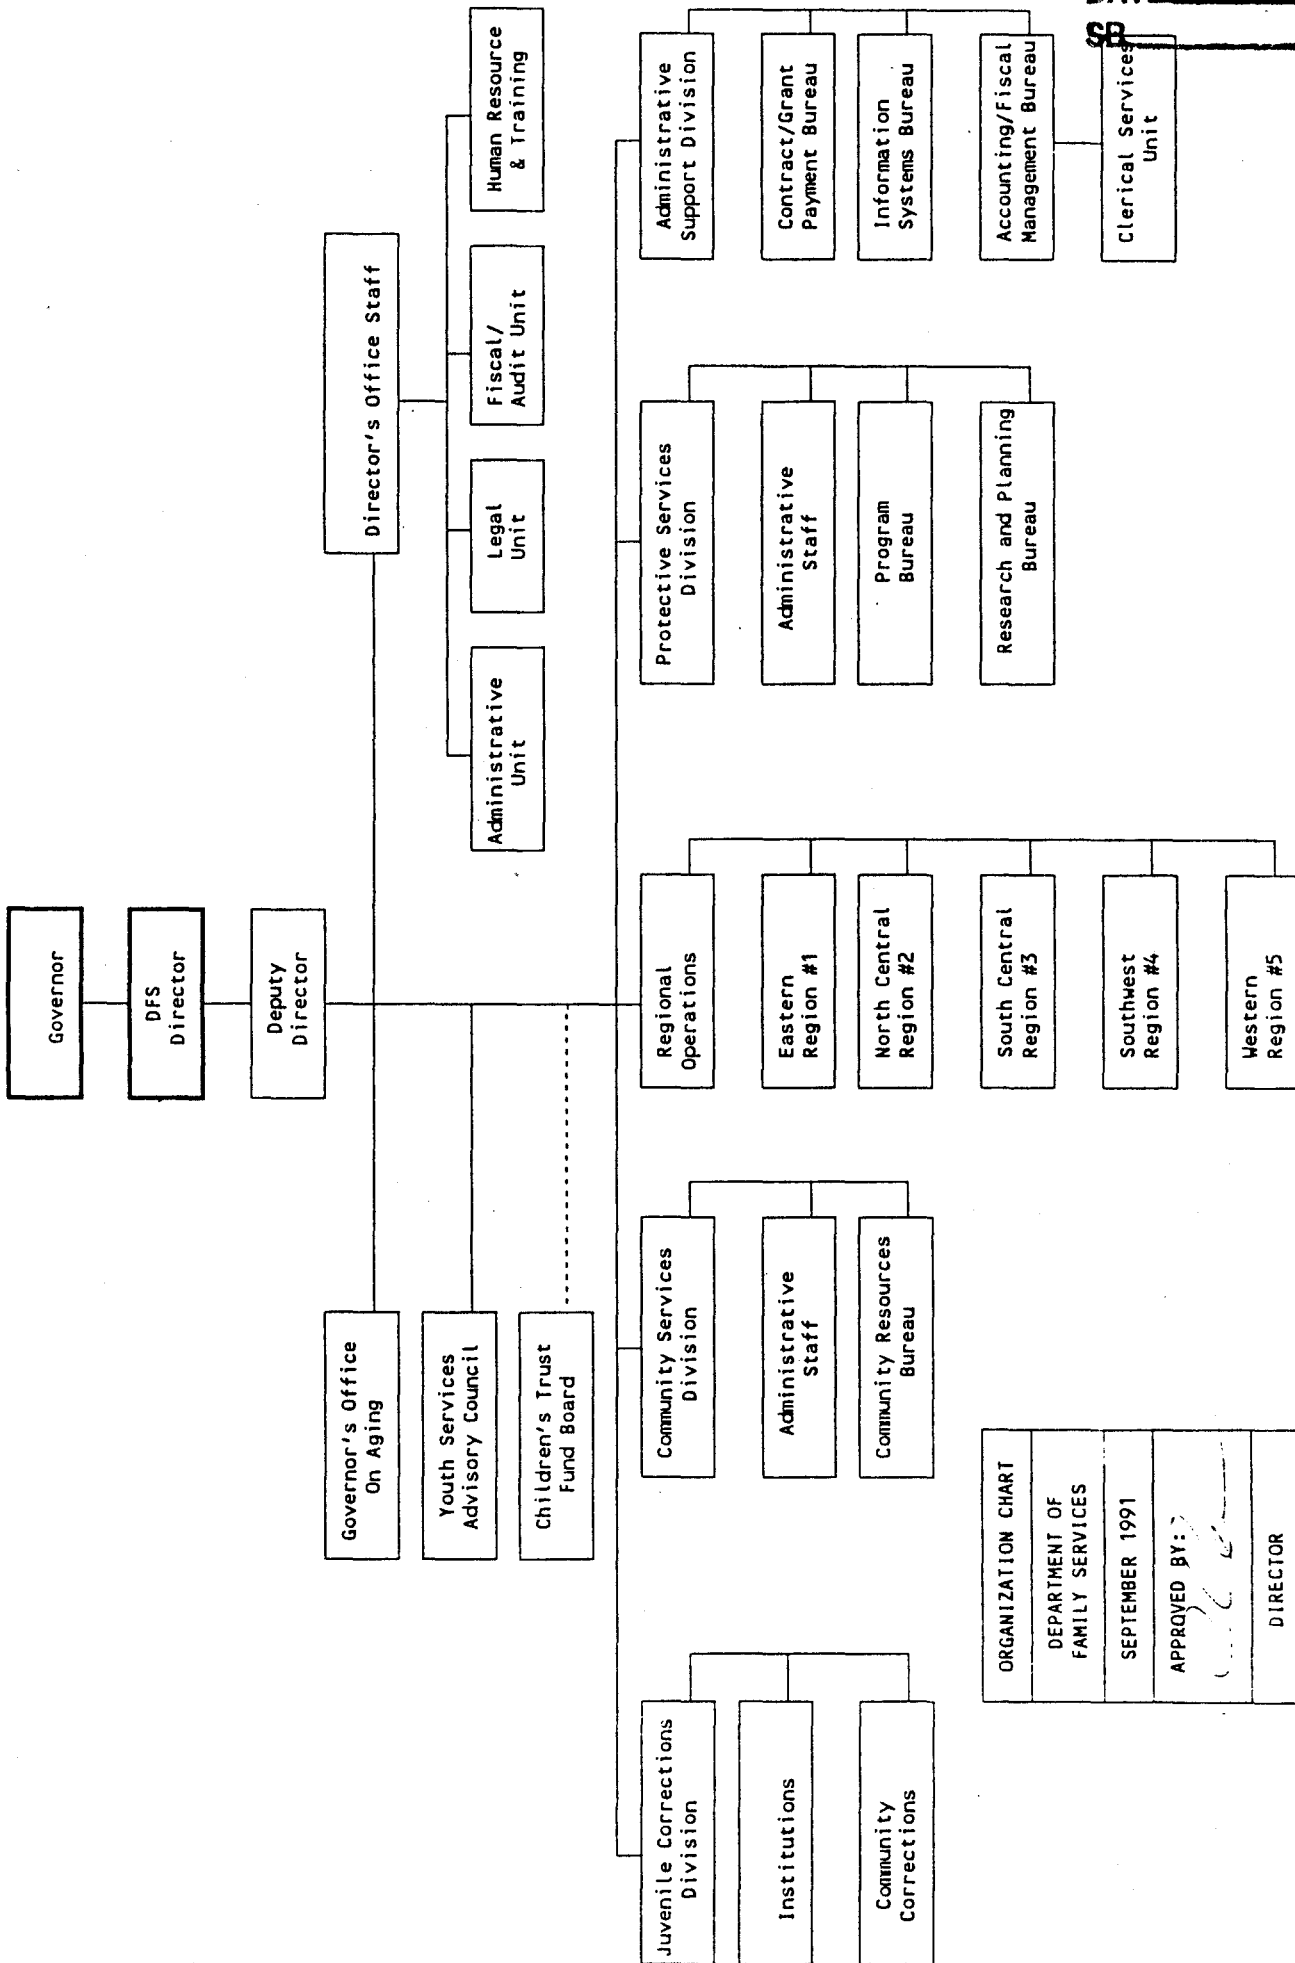 Governor
DFS
Director
Deputy
Director
Governor's Office
On Aging
Director's Office Staff
Youth Services
Advisory Council
Children's Trust
Fund Board
Administrative
Unit
Legal
Unit
Fiscal/
Audit Unit
Human Resource
& Training
Juvenile Corrections
Division
Institutions
Community
Corrections
Community Services
Division
Administrative
Staff
Community Resources
Bureau
Regional
Operations
Eastern
Region #1
North Central
Region #2
South Central
Region #3
Southwest
Region #4
Western
Region #5
Protective Services
Division
Administrative
Staff
Program
Bureau
Research and Planning
Bureau
Administrative
Support Division
Contract/Grant
Payment Bureau
Information
Systems Bureau
Accounting/Fiscal
Management Bureau
Clerical Services
Unit
ORGANIZATION CHART
DEPARTMENT OF
FAMILY SERVICES
SEPTEMBER 1991
APPROVED BY:
DIRECTOR
SB